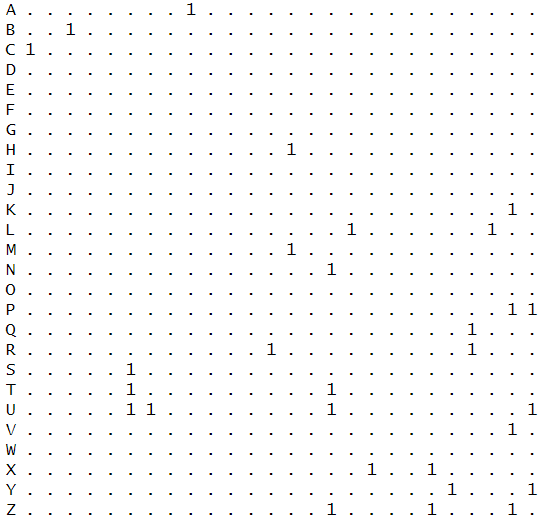 A . . . . . . . . 1 . . . . . . . . . . . . . . . . .
B . . 1 . . . . . . . . . . . . . . . . . . . . . . .
C 1 . . . . . . . . . . . . . . . . . . . . . . . . .
D . . . . . . . . . . . . . . . . . . . . . . . . . .
E . . . . . . . . . . . . . . . . . . . . . . . . . .
F . . . . . . . . . . . . . . . . . . . . . . . . . .
G . . . . . . . . . . . . . . . . . . . . . . . . . .
H . . . . . . . . . . . . . 1 . . . . . . . . . . . .
I . . . . . . . . . . . . . . . . . . . . . . . . . .
J . . . . . . . . . . . . . . . . . . . . . . . . . .
K . . . . . . . . . . . . . . . . . . . . . . . . 1 .
L . . . . . . . . . . . . . . . . 1 . . . . . . 1 . .
M . . . . . . . . . . . . . 1 . . . . . . . . . . . .
N . . . . . . . . . . . . . . . 1 . . . . . . . . . .
O . . . . . . . . . . . . . . . . . . . . . . . . . .
P . . . . . . . . . . . . . . . . . . . . . . . . 1 1
Q . . . . . . . . . . . . . . . . . . . . . . 1 . . .
R . . . . . . . . . . . . 1 . . . . . . . . . 1 . . .
S . . . . . 1 . . . . . . . . . . . . . . . . . . . .
T . . . . . 1 . . . . . . . . . 1 . . . . . . . . . .
U . . . . . 1 1 . . . . . . . . 1 . . . . . . . . . 1
V . . . . . . . . . . . . . . . . . . . . . . . . 1 .
W . . . . . . . . . . . . . . . . . . . . . . . . . .
X . . . . . . . . . . . . . . . . . 1 . . 1 . . . . .
Y . . . . . . . . . . . . . . . . . . . . . 1 . . . 1
Z . . . . . . . . . . . . . . . 1 . . . . 1 . . . 1 .